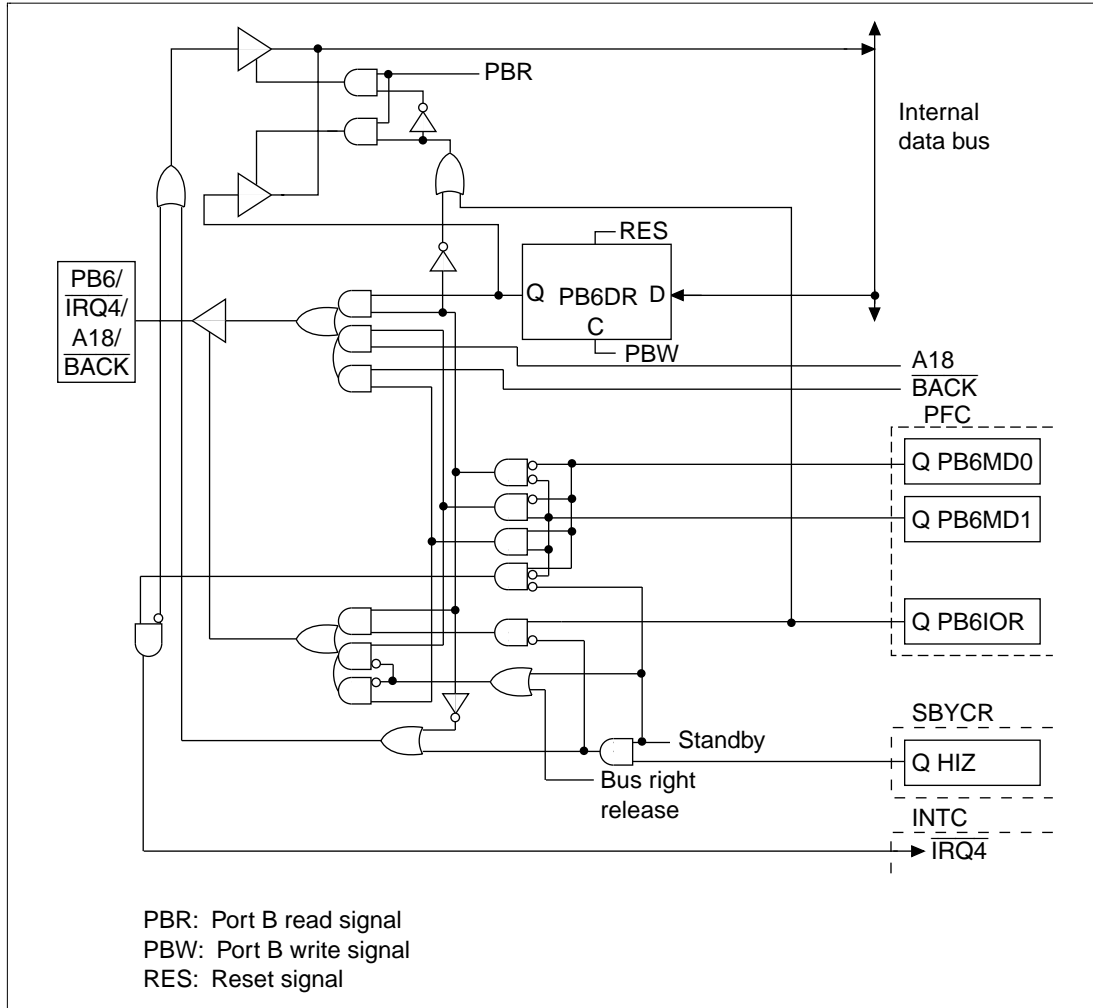 PBR
Internal
data bus
RES
PB6/
IRQ4/
A18/
BACK
Q PB6DR D
C
PBW
A18
BACK
PFC
Q PB6MD0
Q PB6MD1
Q PB6IOR
SBYCR
Standby
Q HIZ
Bus right
release
INTC
IRQ4
PBR: Port B read signal
PBW: Port B write signal
RES: Reset signal